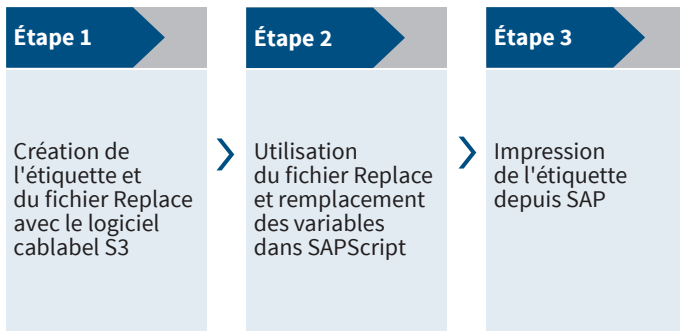 Étape 1
Création de
l'étiquette et
du fichier Replace
avec le logiciel
cablabel S3
Étape 2
Utilisation
du fichier Replace
et remplacement
des variables
dans SAPScript
Étape 3
Impression
de l'étiquette
depuis SAP